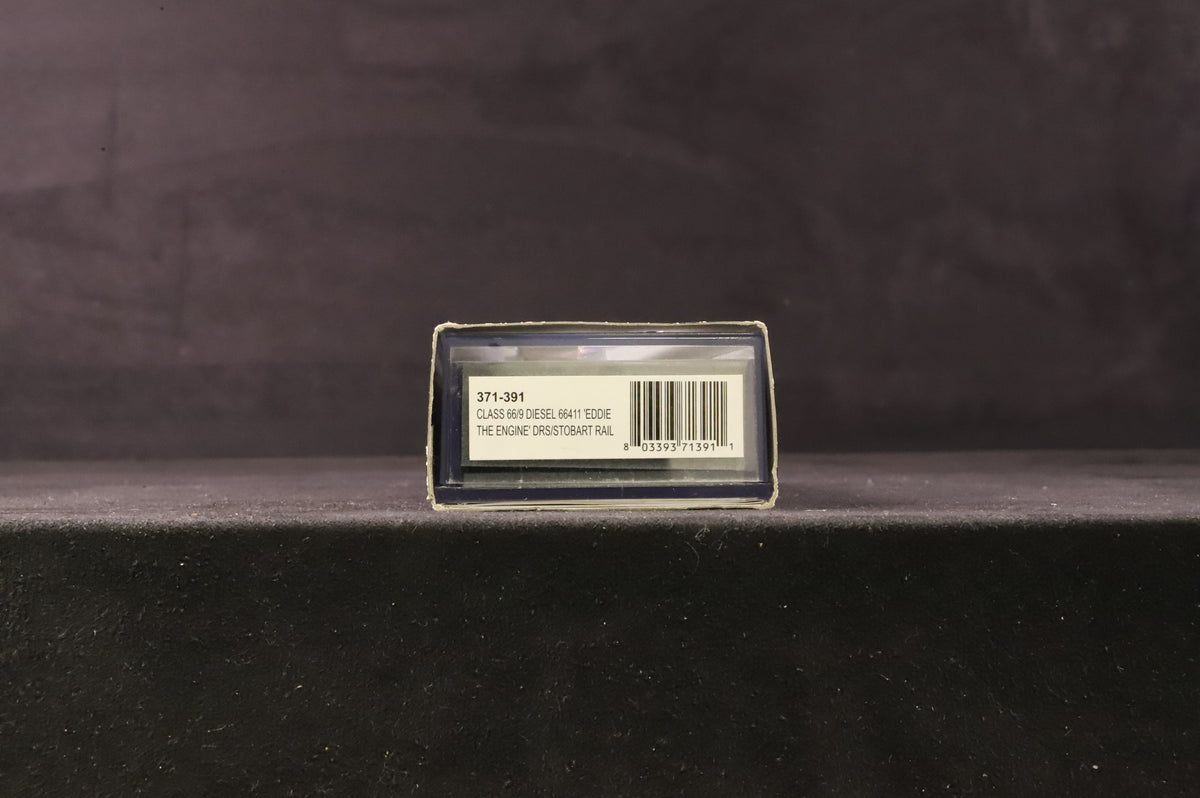 371-391
CLASS 66/9 DIESEL 66411 'EDDIE
THE ENGINE' DRS/STOBART RAIL
8 03393 71391 1